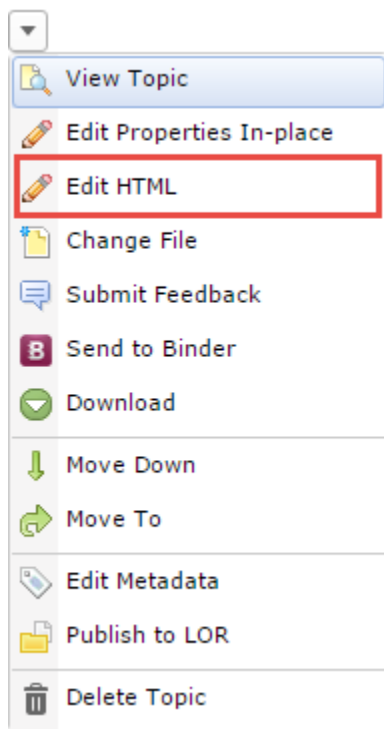 View Topic
Edit Properties In-place
Edit HTML
Change File
Submit Feedback
B Send to Binder
Download
Move Down
Move To
Edit Metadata
Publish to LOR
Delete Topic